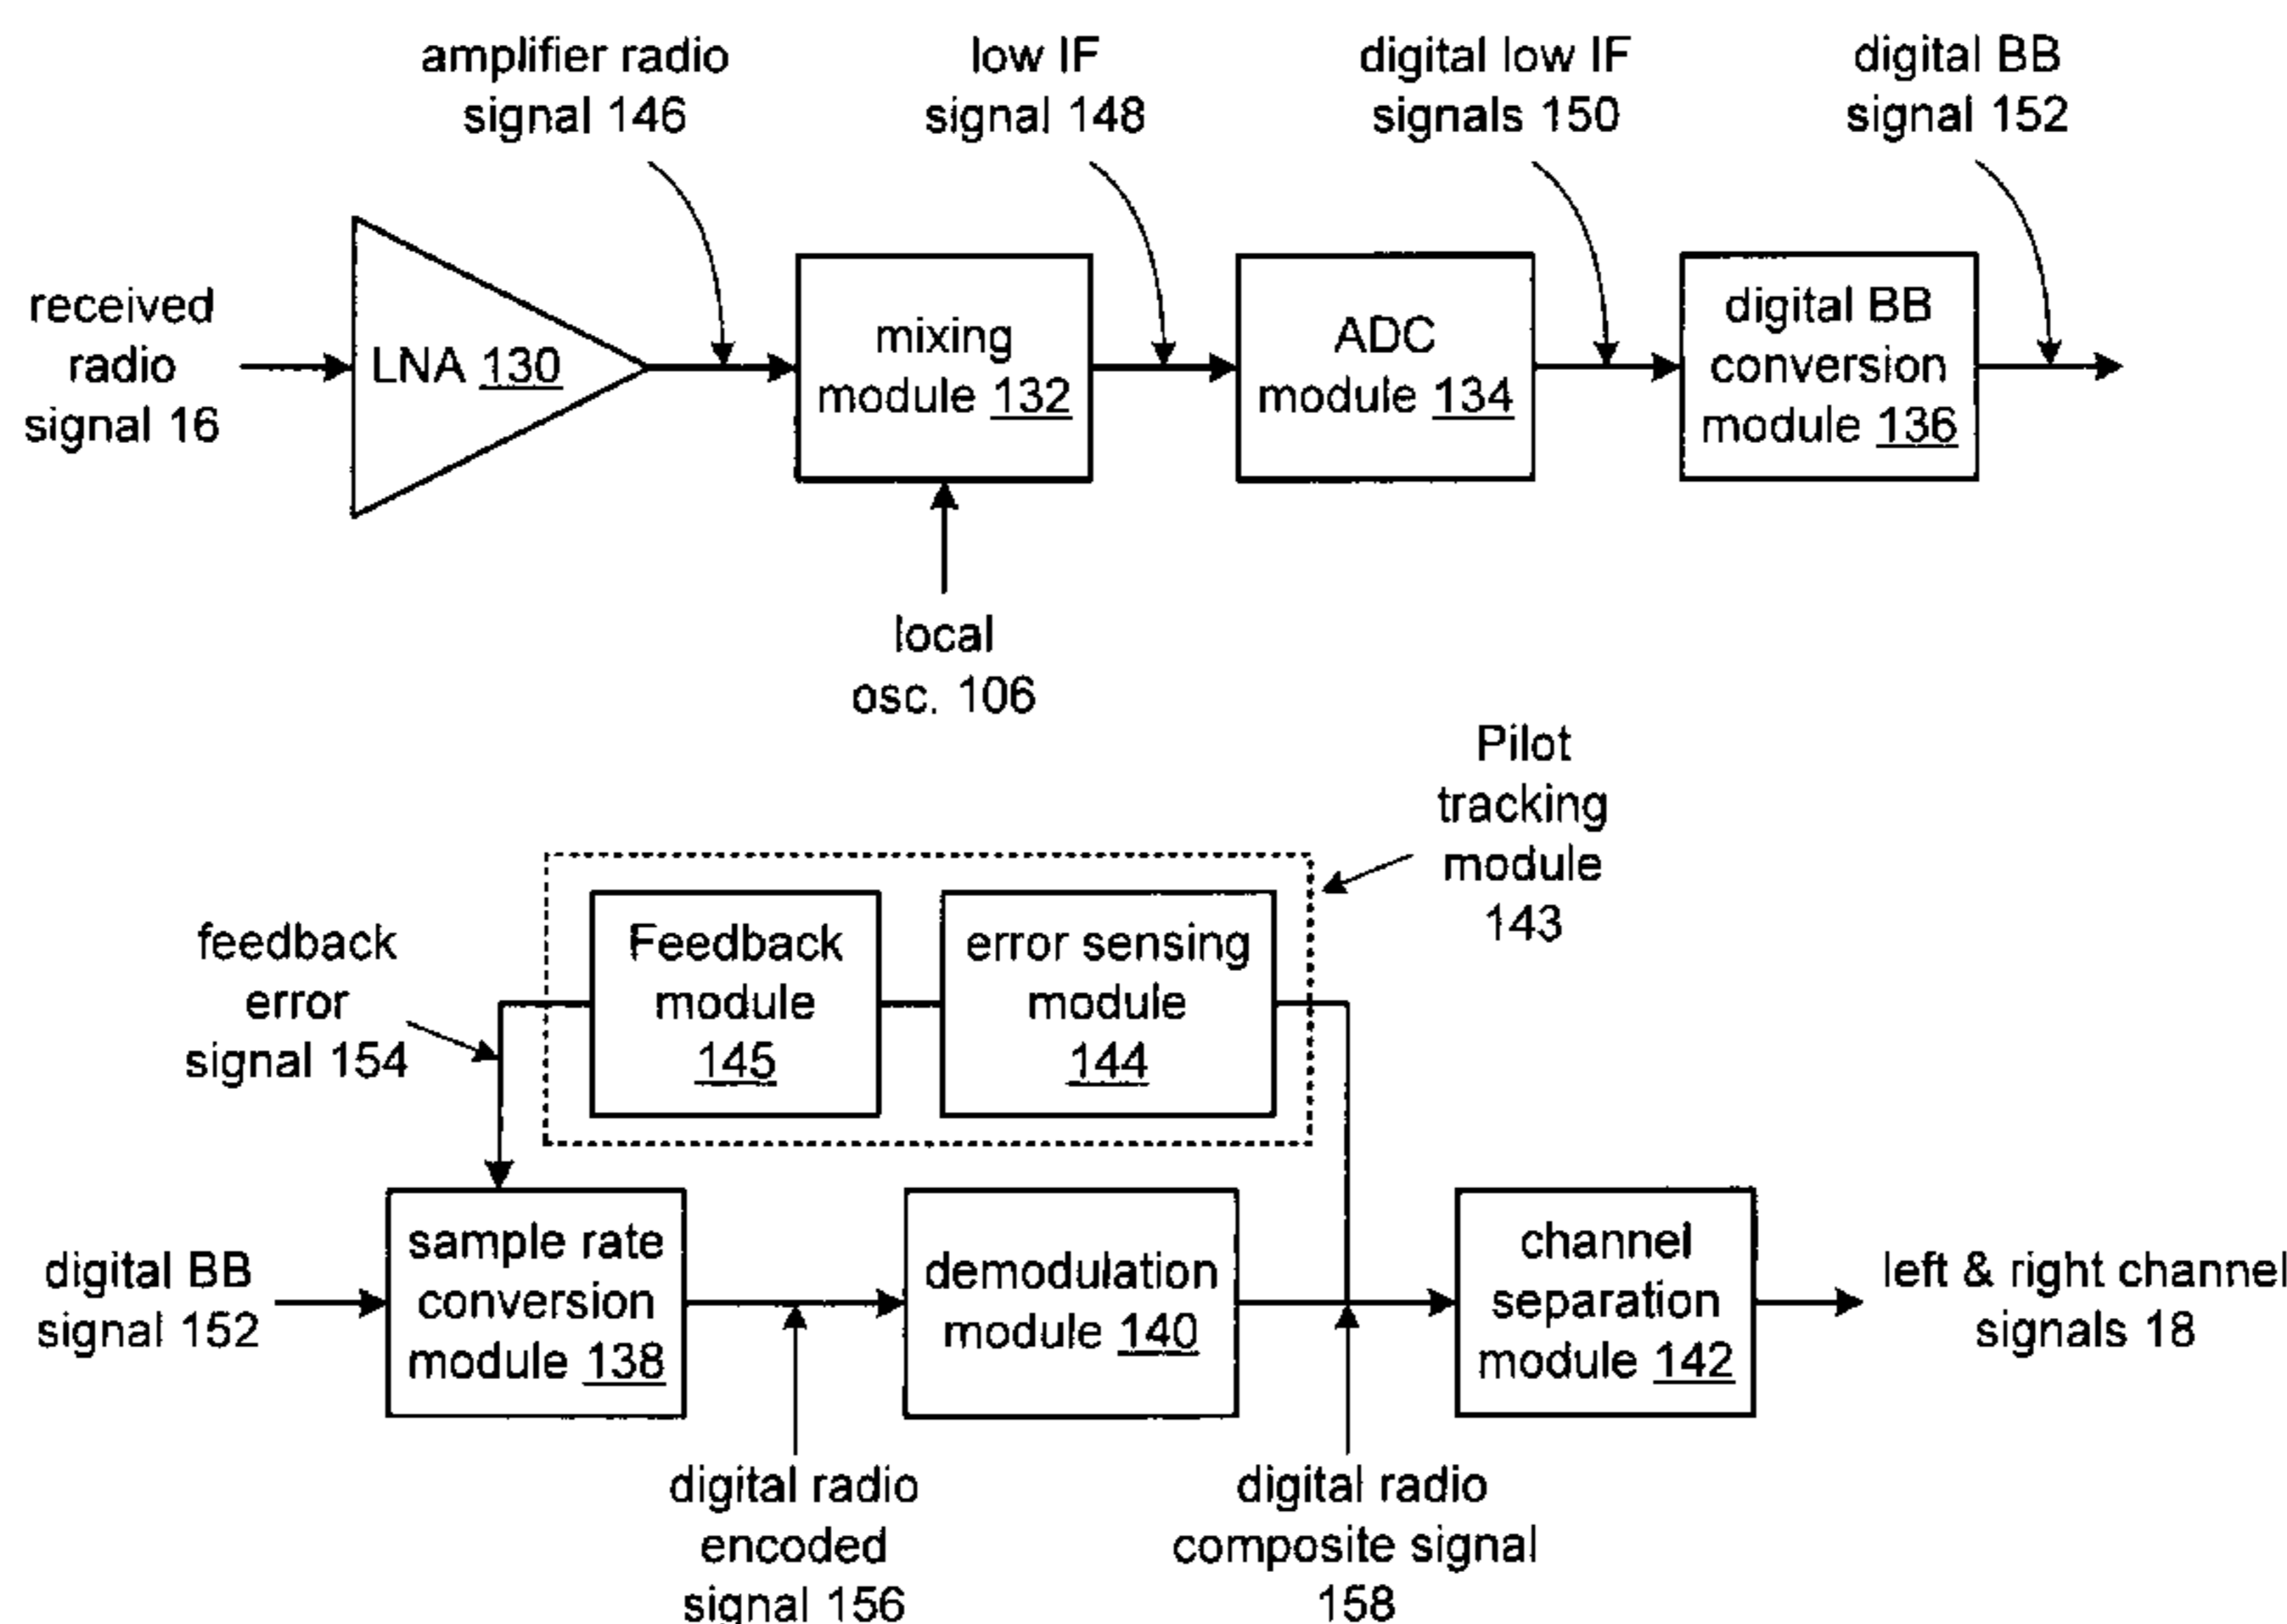 amplifier radio
signal 146
low IF
signal 148
digital low IF
signals 150
digital BB
signal 152
received
radio
signal 16
LNA 130
mixing
module 132
ADC
module 134
digital BB
conversion
module 136
local
osc. 106
Pilot
tracking
module
143
feedback
error
signal 154
Feedback
module
145
error sensing
module
144
digital BB
signal 152
sample rate
conversion
module 138
demodulation
module 140
channel
separation
module 142
left & right channel
signals 18
digital radio
encoded
signal 156
digital radio
composite signal
158